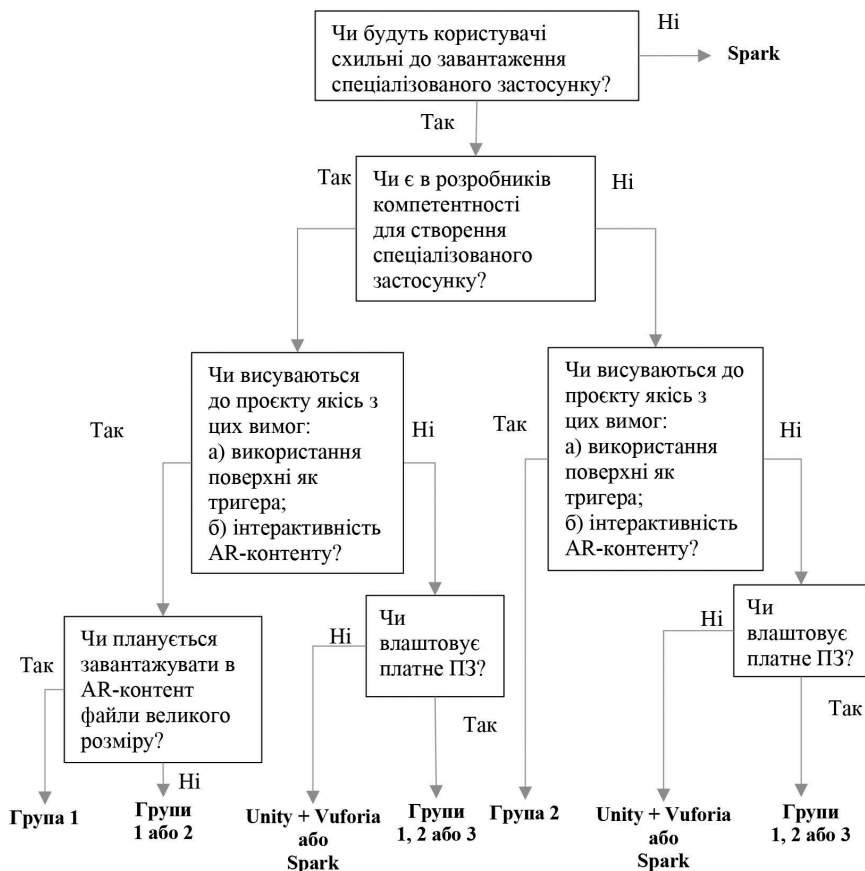 Чи будуть користувачі
схильні до завантаження
спеціалізованого застосунку?
Ні
Spark
Так
Так
Чи є в розробників
компетентності
для створення
спеціалізованого
застосунку?
Ні
Чи висуваються
до проєкту якісь з
цих вимог:
а) використання
поверхні як
тригера;
б) інтерактивність
AR-контенту?
Так
Ні
Чи висуваються до
проєкту якісь з
цих вимог:
а) використання
поверхні як
тригера;
б) інтерактивність
AR-контенту?
Так
Ні
Чи планується
завантажувати в
AR-контент
файли великого
розміру?
Так
Ні
Чи
влаштовує
платне ПЗ?
Ні
Так
Чи
влаштовує
платне ПЗ?
Ні
Так
Група 1
Групи
1 або 2
Unity + Vuforia
або
Spark
Групи
1, 2 або 3
Група 2
Unity + Vuforia
або
Spark
Групи
1, 2 або 3